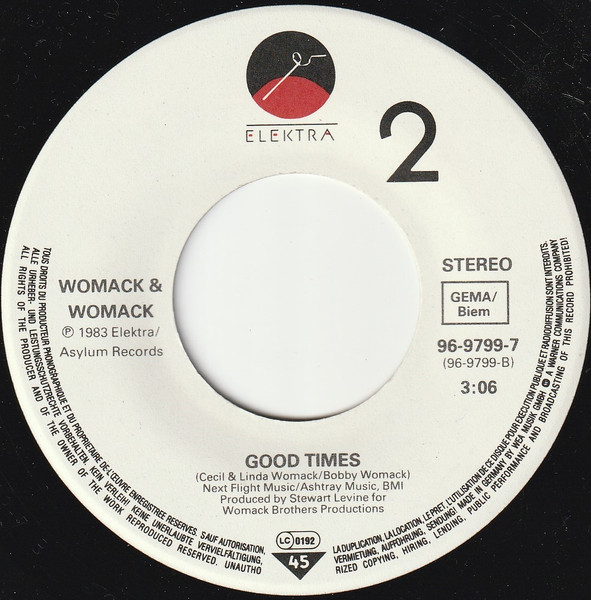 ELEKTRA
2
WOMACK &
WOMACK
℗ 1983 Elektra/
Asylum Records
STEREO
GEMA/
Biem
96-9799-7
(96-9799-B)
3:06
GOOD TIMES
(Cecil & Linda Womack/Bobby Womack)
Next Flight Music/Ashtray Music, BMI
Produced by Stewart Levine for
Womack Brothers Productions
LC 0192
45
TOUS DROITS DU PRODUCTEUR PHONOGRAPHIQUE ET DU PROPRIETAIRE DE L'ŒUVRE ENREGISTREE RESERVES. SAUF AUTORISATION,
LA DUPLICATION, LA LOCATION, LE PRET, L'UTILISATION DE CE DISQUE POUR EXECUTION PUBLIQUE ET RADIODIFFUSION SONT INTERDITS.
ALLE URHEBER- UND LEISTUNGSSCHUTZRECHTE VORBEHALTEN. KEIN VERLEIH! KEINE UNERLAUBTE VERVIELFÄLTIGUNG,
VERMIETUNG, AUFFÜHRUNG, SENDUNG! MADE IN GERMANY BY WEA MUSIK GMBH A WARNER COMMUNICATIONS COMPANY
ALL RIGHTS OF THE PRODUCER AND OF THE OWNER OF THE WORK REPRODUCED RESERVED. UNAUTHO
RIZED COPYING, HIRING, LENDING, PUBLIC PERFORMANCE AND BROADCASTING OF THIS RECORD PROHIBITED!